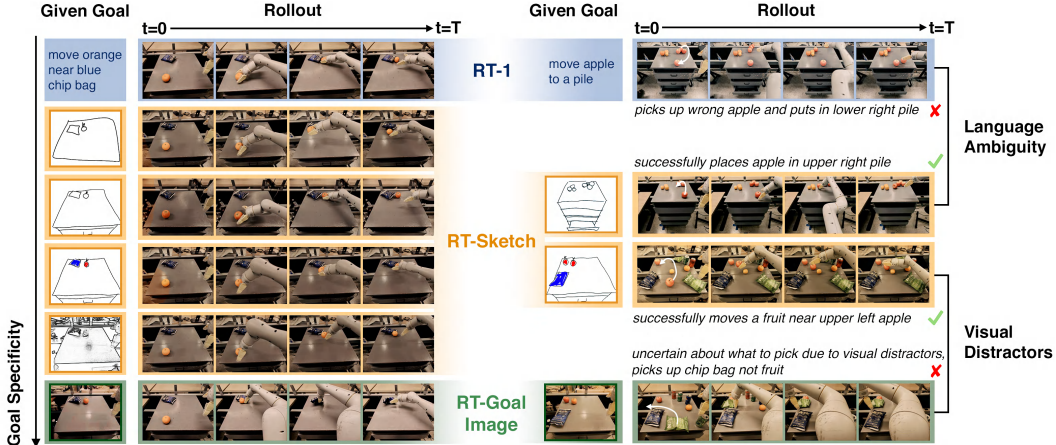 Given Goal
Rollout
t=0
t=T
Given Goal
Rollout
t=0
t=T
move orange
near blue
chip bag
RT-1
move apple
to a pile
picks up wrong apple and puts in lower right pile
successfully places apple in upper right pile
Language
Ambiguity
RT-Sketch
successfully moves a fruit near upper left apple
uncertain about what to pick due to visual distractors,
picks up chip bag not fruit
Visual
Distractors
RT-Goal
Image
Goal Specificity